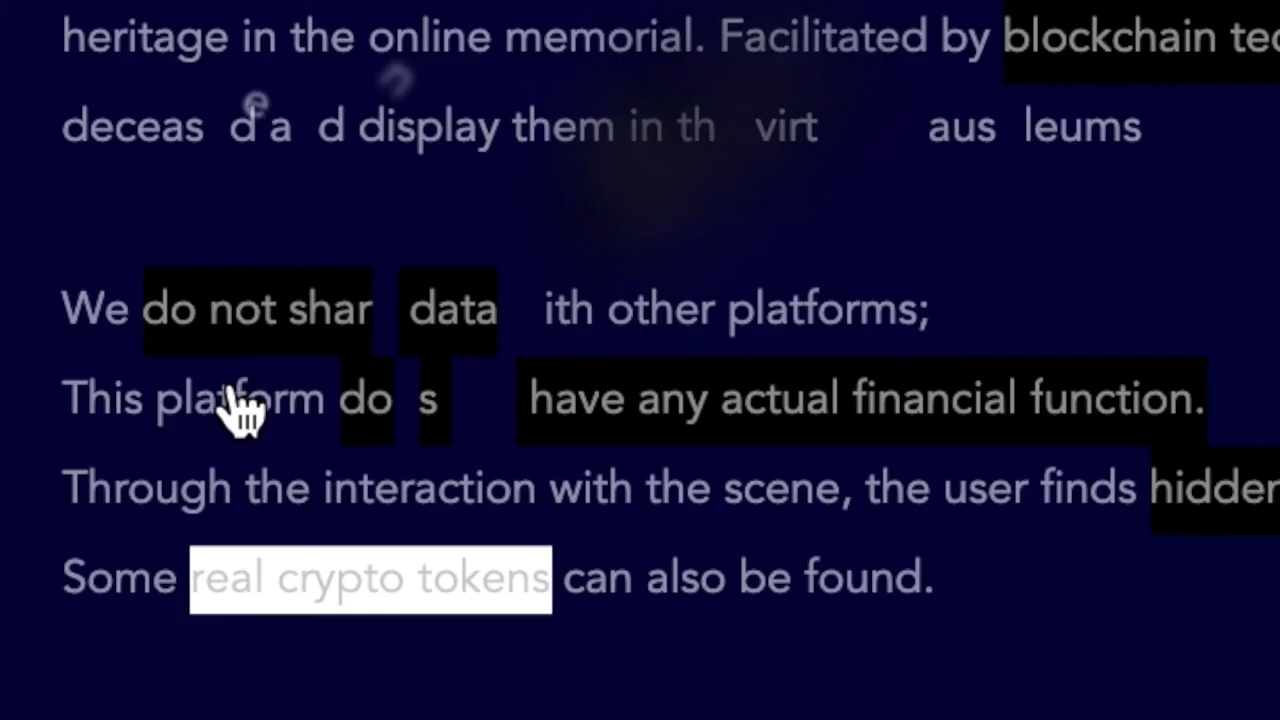 heritage in the online memorial. Facilitated by blockchain tec
deceas d a d display them in th virt aus leums
We do not shar data ith other platforms;
This platform do s have any actual financial function.
Through the interaction with the scene, the user finds hidden
Some real crypto tokens can also be found.